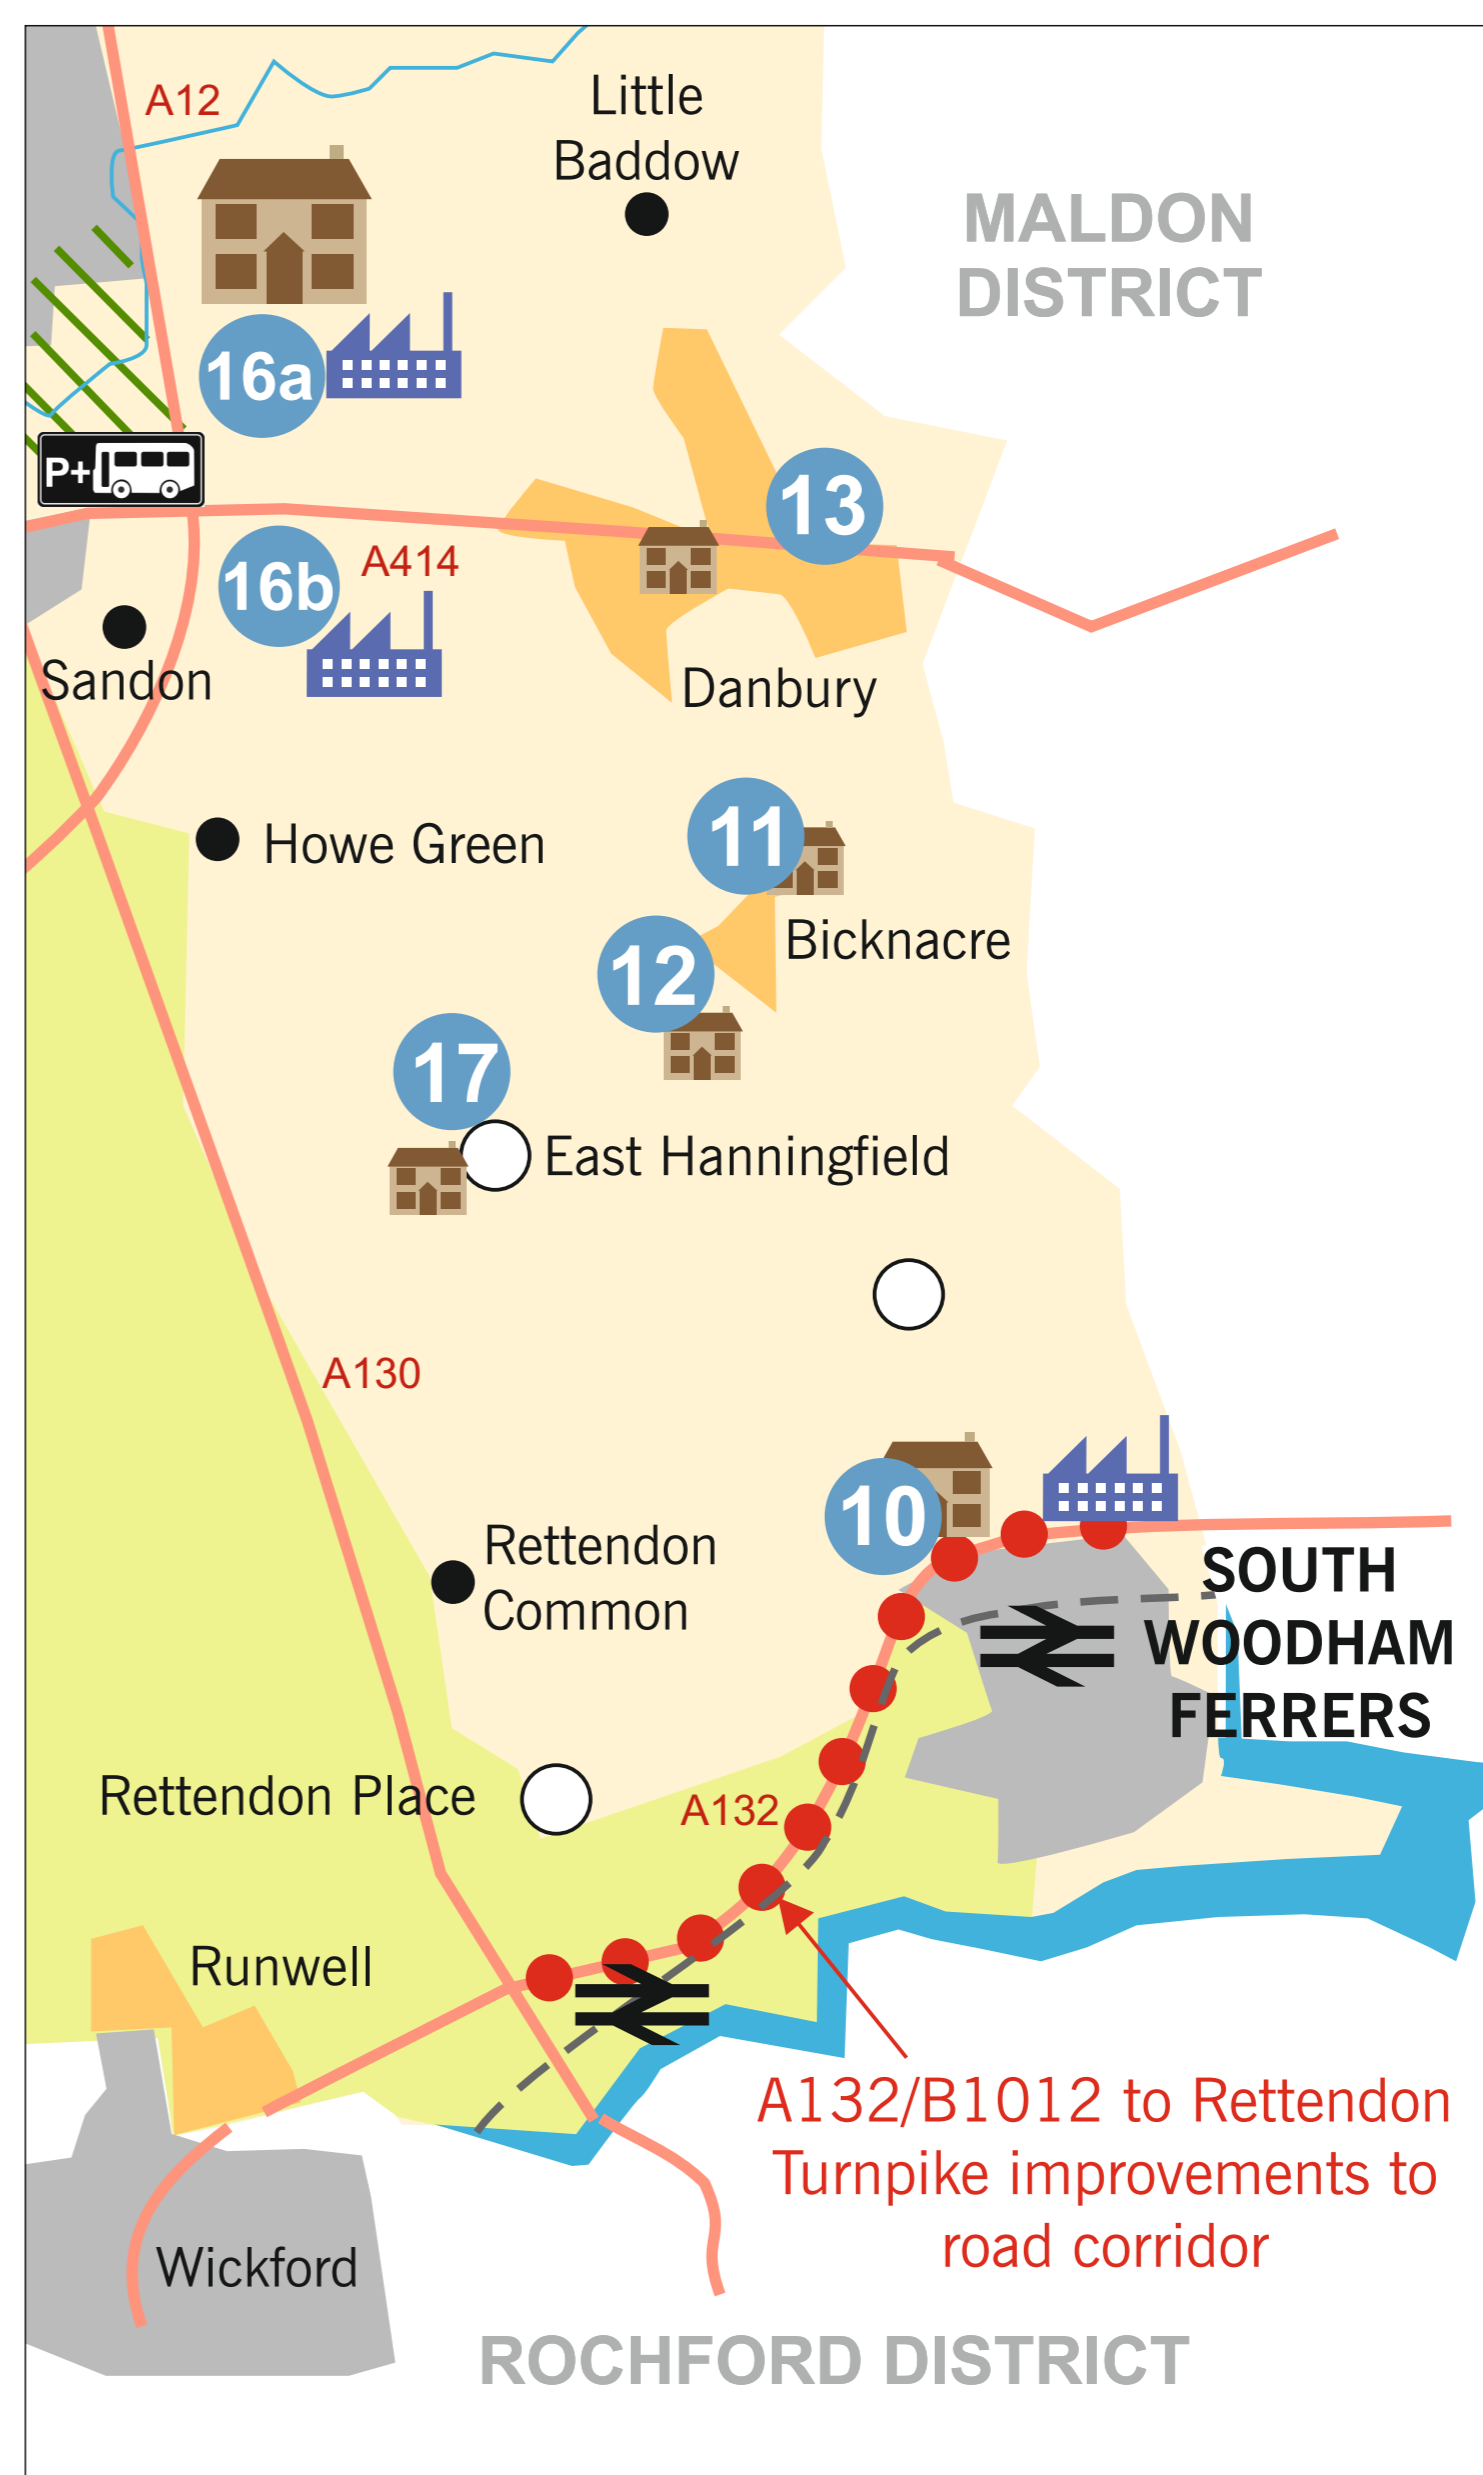 A12
Little
Baddow
MALDON
DISTRICT
16a
P+
13
16b
A414
Sandon
Danbury
11
Howe Green
Bicknacre
12
17
East Hanningfield
A130
10
Rettendon
Common
SOUTH
WOODHAM
FERRERS
Rettendon Place
A132
Runwell
A132/B1012 to Rettendon
Turnpike improvements to
road corridor
Wickford
ROCHFORD DISTRICT